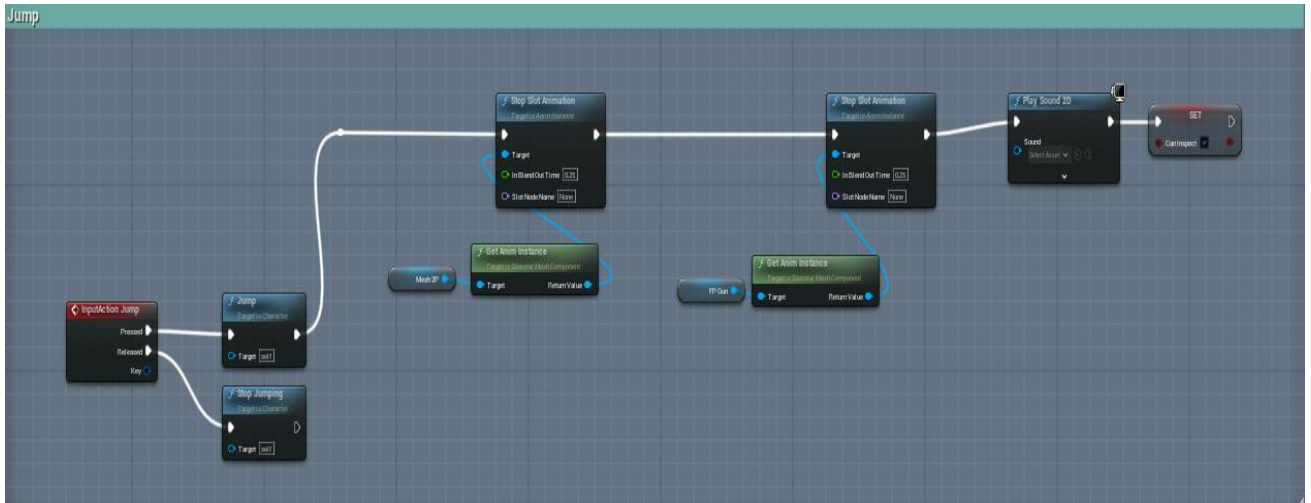 Jump
InputAction Jump
Pressed
Released
Key
Jump
Target is Character
Target self
Stop Jumping
Target is Character
Target self
Stop Slot Animation
Target is Anim Instance
Target
In Blend Out Time 0.25
Slot Node Name None
Mesh 2P
Get Anim Instance
Target is Skeletal Mesh Component
Target Return Value
Stop Slot Animation
Target is Anim Instance
Target
In Blend Out Time 0.25
Slot Node Name None
FP Gun
Get Anim Instance
Target is Skeletal Mesh Component
Target Return Value
Play Sound 2D
Sound
Select Asset
SET
Can Inspect